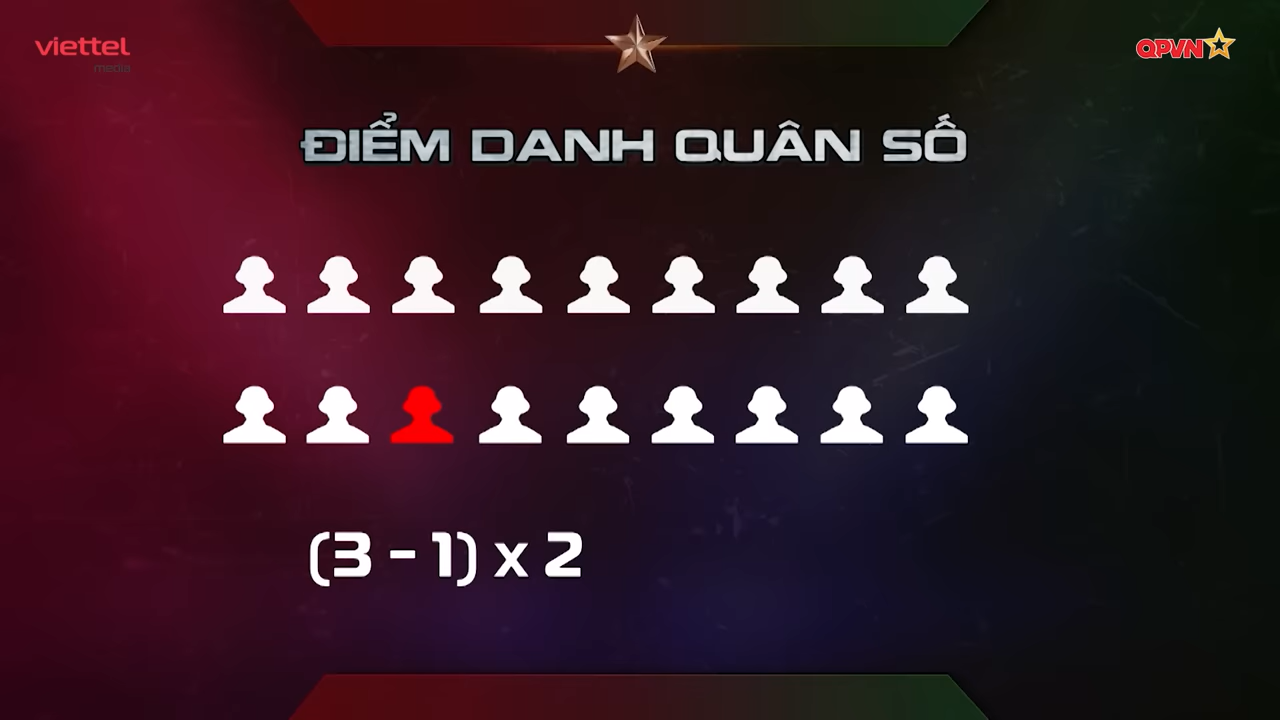 viettel
media
QPVN
ĐIỂM DANH QUÂN SỐ
(3 - 1) x 2